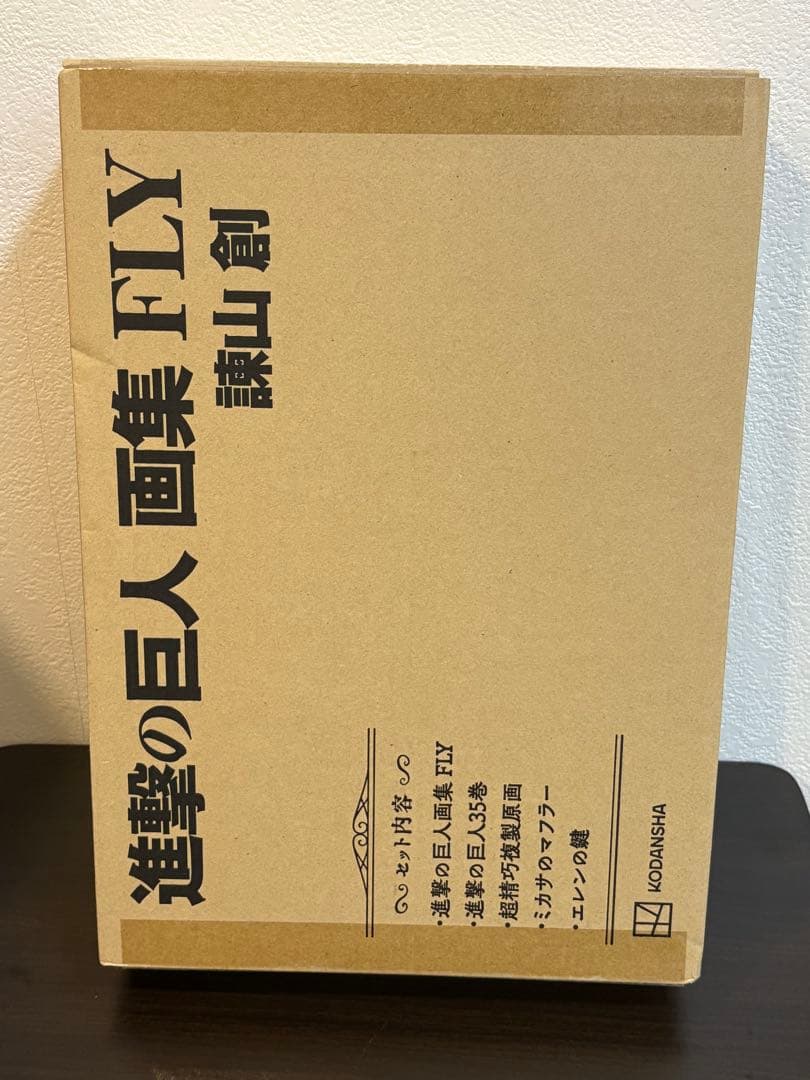 進撃の巨人 画集 FLY
諫山 創
セット内容
・進撃の巨人画集 FLY
・進撃の巨人35巻
・超精巧複製原画
・ミカサのマフラー
・エレンの鍵
KODANSHA